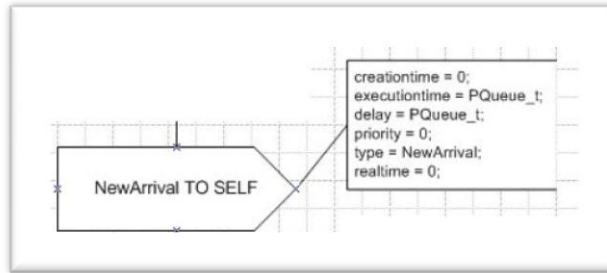 creationtime = 0;
executiontime = PQueue_t;
delay = PQueue_t;
priority = 0;
type = NewArrival;
realtime = 0;
NewArrival TO SELF